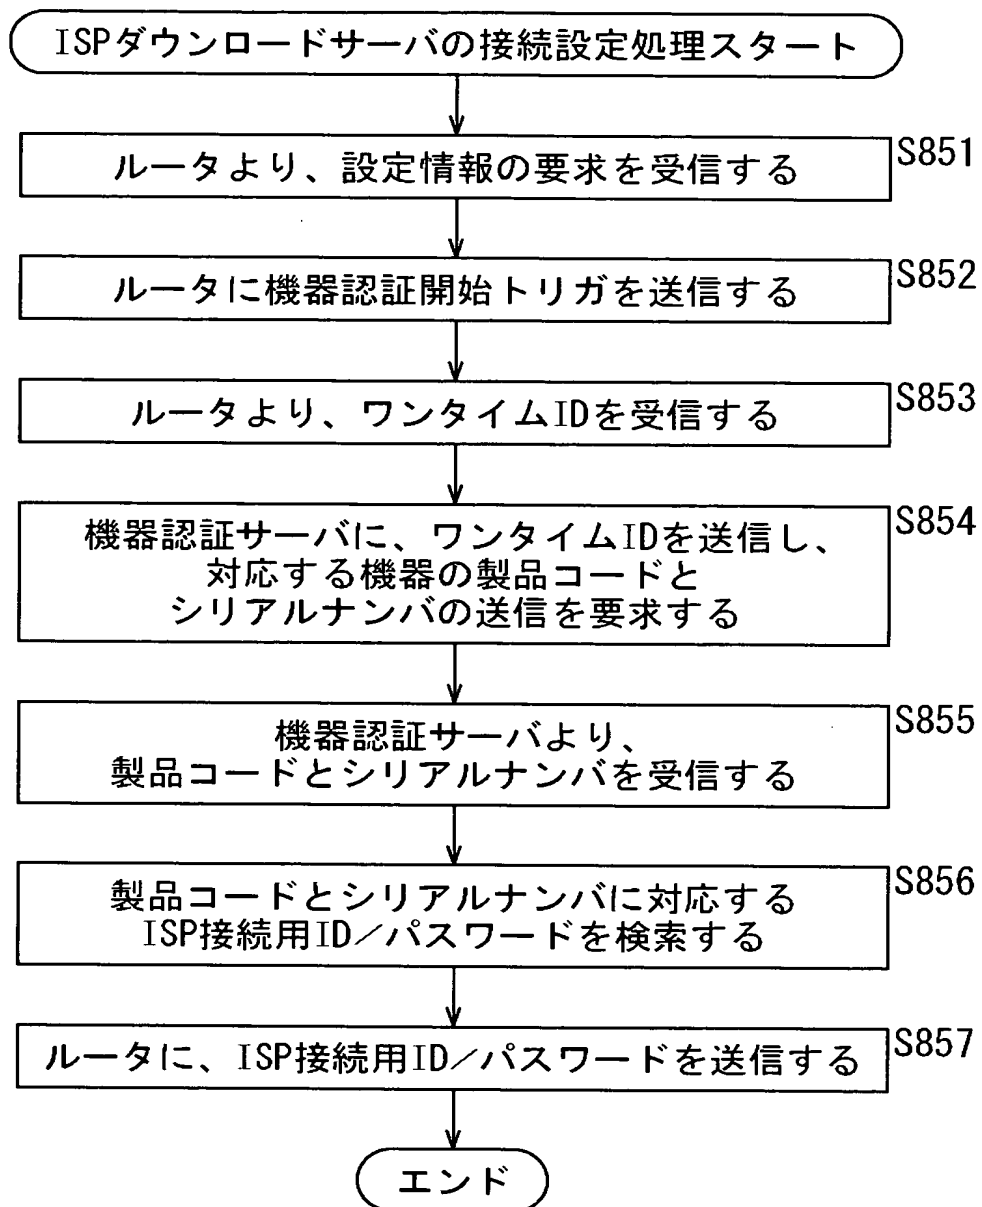 ISPダウンロードサーバの接続設定処理スタート
ルータより、設定情報の要求を受信する
S851
ルータに機器認証開始トリガを送信する
S852
ルータより、ワンタイムIDを受信する
S853
機器認証サーバに、ワンタイムIDを送信し、
対応する機器の製品コードと
シリアルナンバの送信を要求する
S854
機器認証サーバより、
製品コードとシリアルナンバを受信する
S855
製品コードとシリアルナンバに対応する
ISP接続用ID/パスワードを検索する
S856
ルータに、ISP接続用ID/パスワードを送信する
S857
エンド